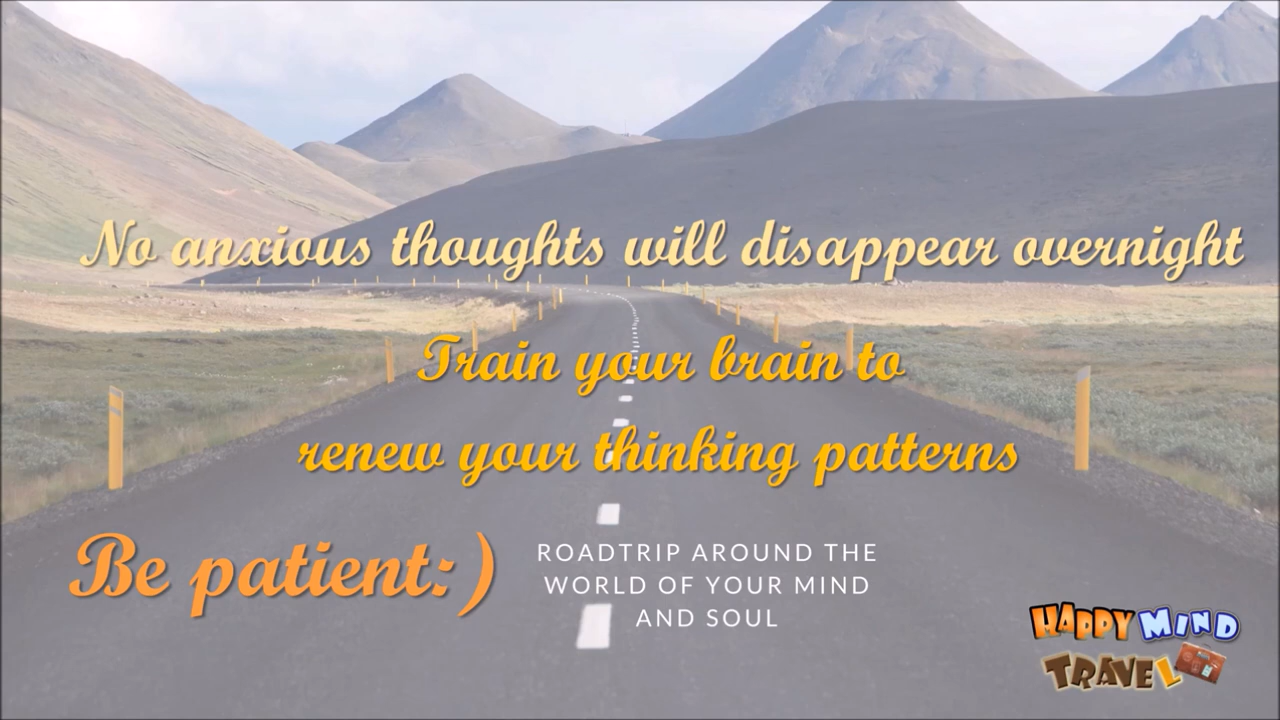 No anxious thoughts will disappear overnight
Train your brain to
renew your thinking patterns
Be patient:)
ROADTRIP AROUND THE
WORLD OF YOUR MIND
AND SOUL
HAPPY MIND
TRAVEL